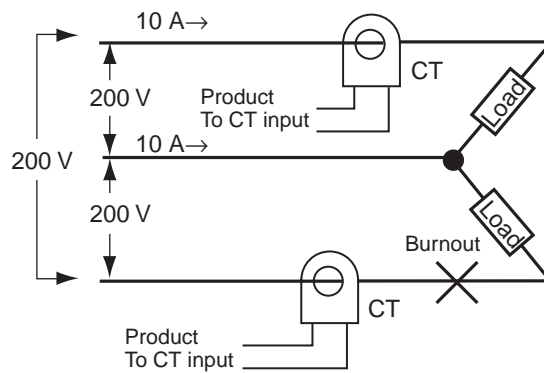 10 A→
CT
200 V
Product
To CT input
Load
10 A→
200 V
200 V
Load
Burnout
CT
Product
To CT input